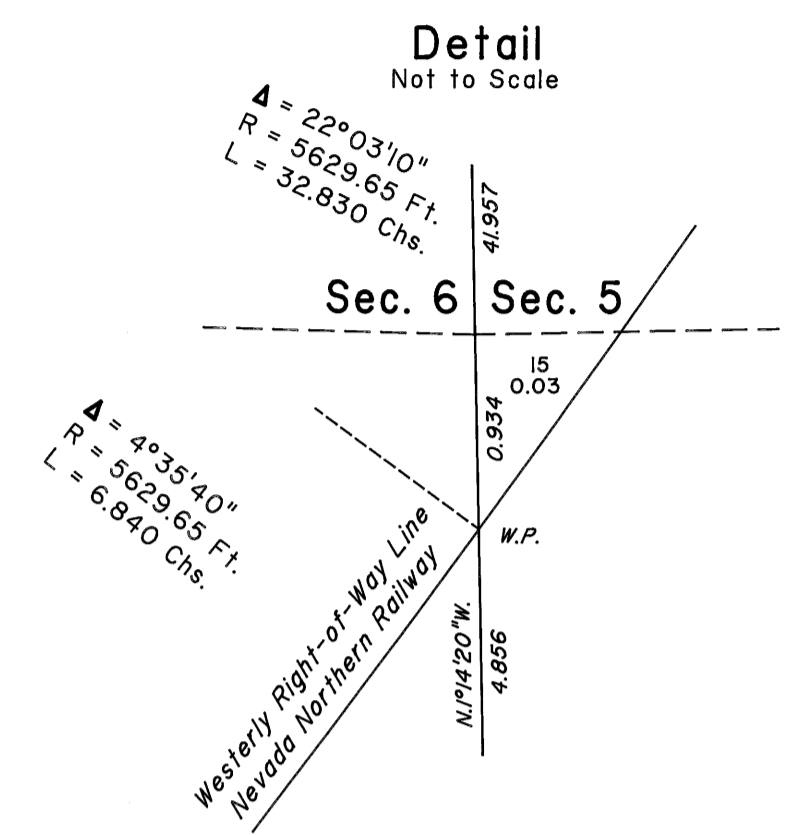 Detail
Not to Scale
Δ = 22°03'10"
R = 5629.65 Ft.
L = 32.830 Chs.
41.957
Sec. 6 Sec. 5
15
0.03
0.934
Δ = 4°35'40"
R = 5629.65 Ft.
L = 6.840 Chs.
W.P.
Westerly Right-of-Way Line
Nevada Northern Railway
N.1°14'20"W.
4.856